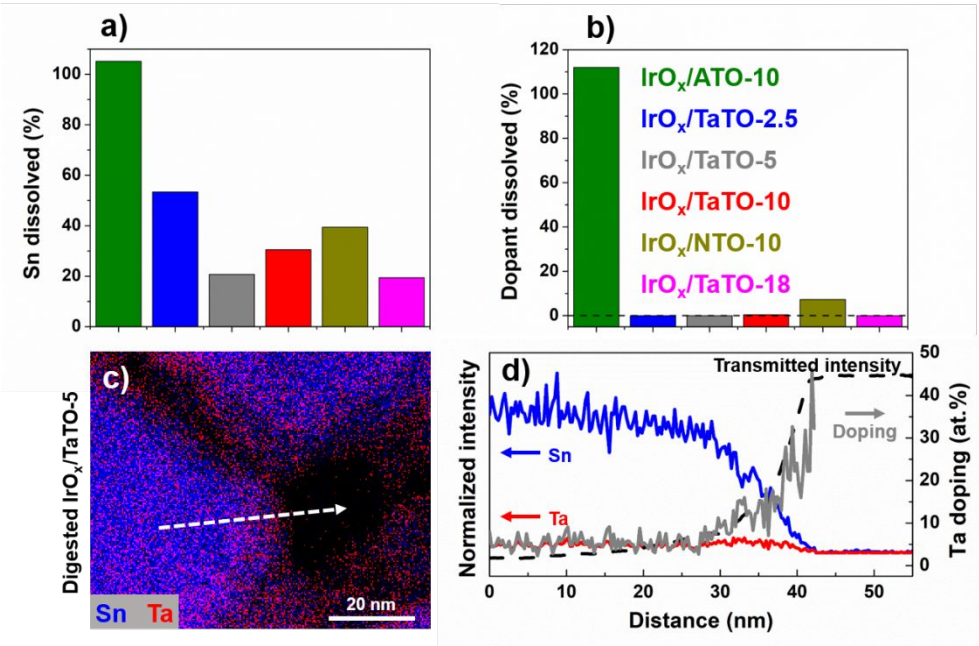 a)
Sn dissolved (%)
100
80
60
40
20
0
b)
Dopant dissolved (%)
120
100
80
60
40
20
0
IrOx/ATO-10
IrOx/TaTO-2.5
IrOx/TaTO-5
IrOx/TaTO-10
IrOx/NTO-10
IrOx/TaTO-18
c)
Digested IrOx/TaTO-5
Sn Ta
20 nm
d)
Transmitted intensity
Normalized intensity
Sn
Ta
Doping
Ta doping (at.%)
50
40
30
20
10
0
0 10 20 30 40 50
Distance (nm)